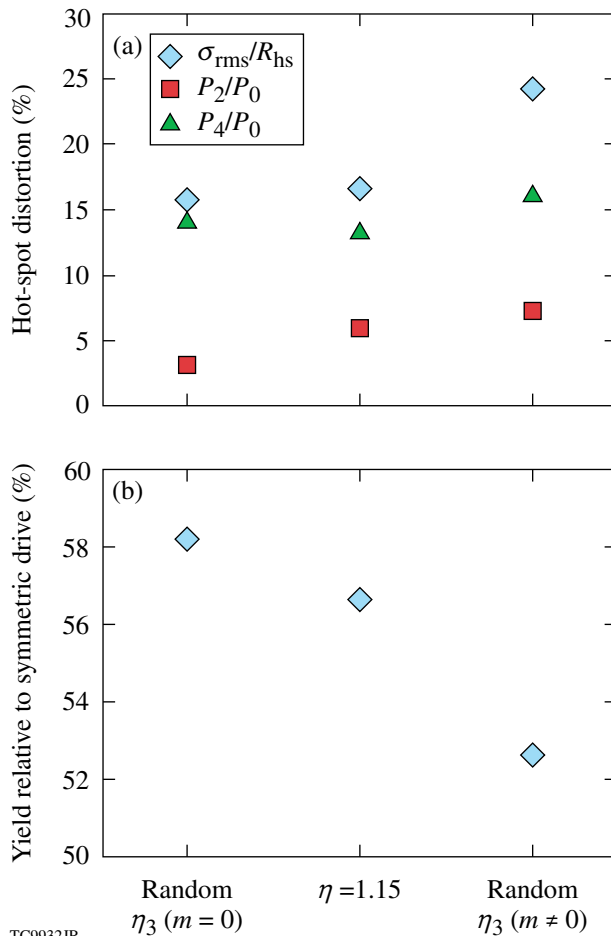 30
(a)
σrms/Rhs
25
P2/P0
P4/P0
20
15
10
5
0
Hot-spot distortion (%)
60
(b)
58
56
54
52
50
Yield relative to symmetric drive (%)
Random
η3 (m = 0)
η =1.15
Random
η3 (m ≠ 0)
TC9932JR